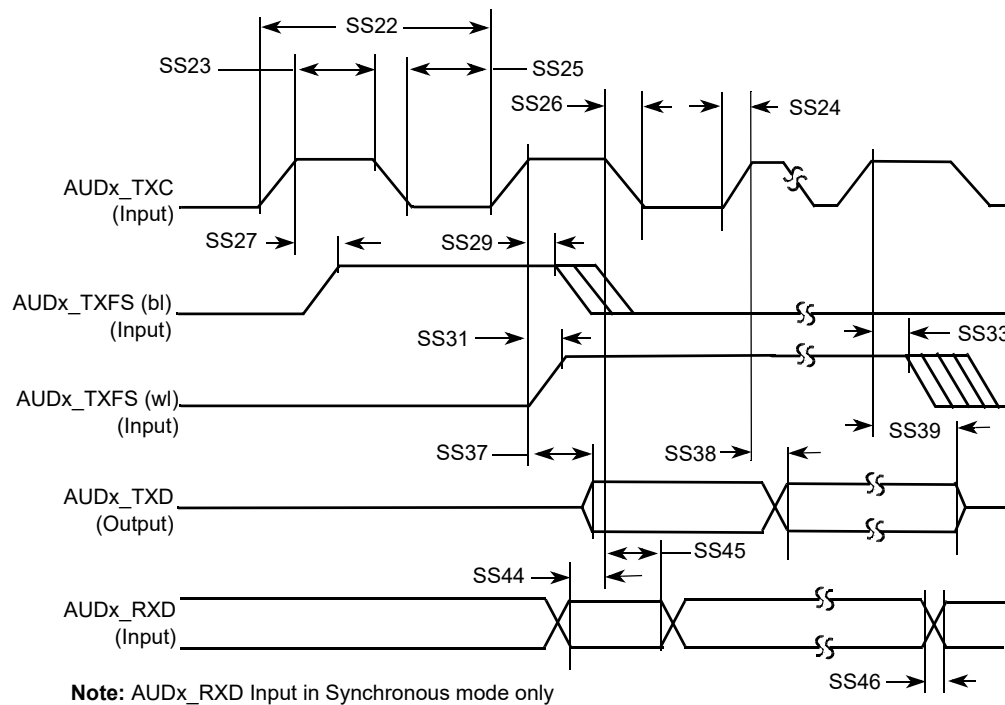 SS22
SS23
SS25
SS26
SS24
AUDx_TXC
(Input)
SS27
SS29
AUDx_TXFS (bl)
(Input)
SS31
SS33
AUDx_TXFS (wl)
(Input)
SS39
SS37
SS38
AUDx_TXD
(Output)
SS45
SS44
AUDx_RXD
(Input)
SS46
Note: AUDx_RXD Input in Synchronous mode only